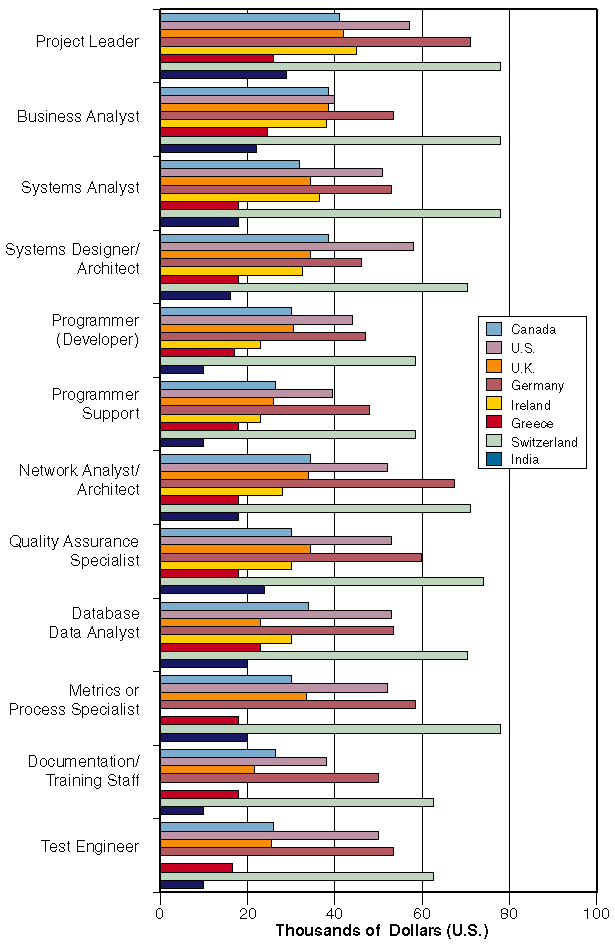 Project Leader
Business Analyst
Systems Analyst
Systems Designer/
Architect
Programmer
(Developer)
Programmer
Support
Network Analyst/
Architect
Quality Assurance
Specialist
Database
Data Analyst
Metrics or
Process Specialist
Documentation/
Training Staff
Test Engineer
Canada
U.S.
U.K.
Germany
Ireland
Greece
Switzerland
India
0 20 40 60 80 100
Thousands of Dollars (U.S.)